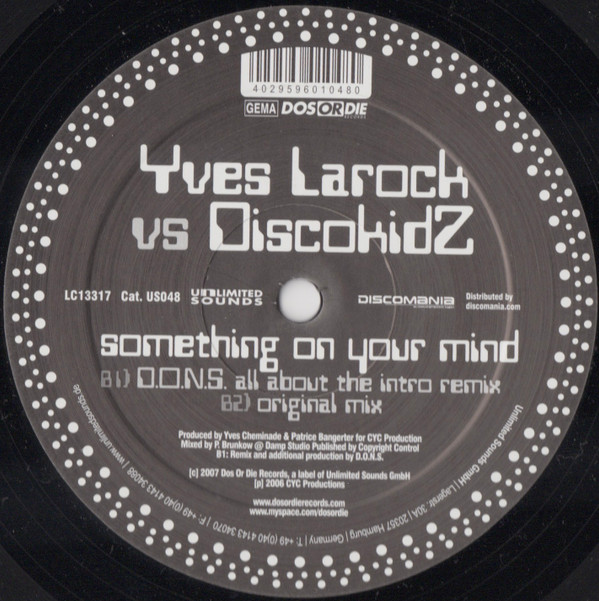 4029596010480
GEMA DOS OR DIE RECORDS
Yves Larock
vs DiscokidZ
LC13317 Cat. US048 UNLIMITED SOUNDS DISCOMANIA Distributed by discomania.com
something on your mind
B1) D.O.N.S. all about the intro remix
B2) original mix
Produced by Yves Cheminade & Patrice Bangerter for CYC Production
Mixed by P. Brunkow @ Damp Studio Published by Copyright Control
B1: Remix and additional production by D.O.N.S.
[c] 2007 Dos Or Die Records, a label of Unlimited Sounds GmbH
[p] 2006 CYC Productions
www.dosordierecords.com
www.myspace.com/dosordie
Unlimited Sounds GmbH | Lagerstr. 30A | 20357 Hamburg | Germany | T: +49 (0)40 4143 34070 | F: +49 (0)40 4143 34088 | www.unlimitedsounds.de